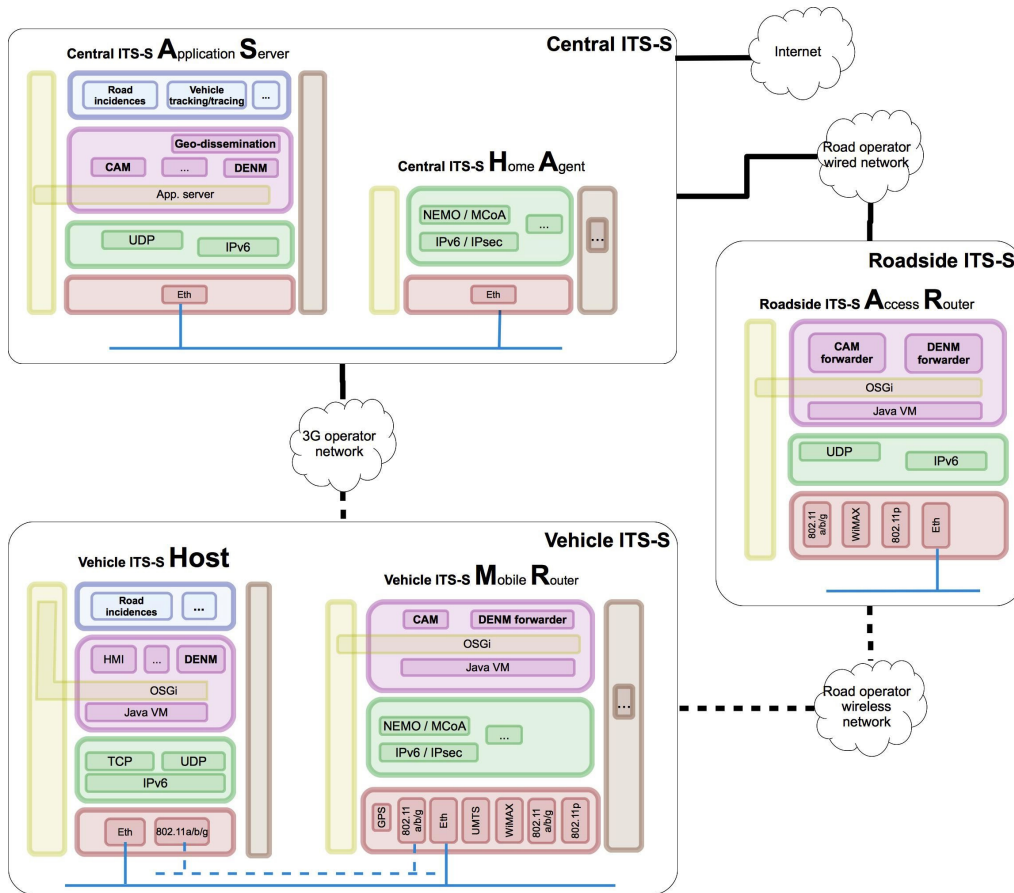 Central ITS-S
Central ITS-S Application Server
Road
incidences
Vehicle
tracking/tracing
...
Geo-dissemination
CAM
...
DENM
App. server
UDP
IPv6
Eth
Central ITS-S Home Agent
NEMO / MCoA
IPv6 / IPsec
...
...
Eth
Internet
Road operator
wired network
Roadside ITS-S
Roadside ITS-S Access Router
CAM
forwarder
DENM
forwarder
OSGi
Java VM
UDP
IPv6
802.11
a/b/g
WiMAX
802.11p
Eth
3G operator
network
Vehicle ITS-S
Vehicle ITS-S Host
Road
incidences
...
HMI
...
DENM
OSGi
Java VM
TCP
UDP
IPv6
Eth
802.11a/b/g
Vehicle ITS-S Mobile Router
CAM
DENM forwarder
OSGi
Java VM
NEMO / MCoA
IPv6 / IPsec
...
...
GPS
802.11
a/b/g
Eth
UMTS
WiMAX
802.11
a/b/g
802.11p
Road operator
wireless
network